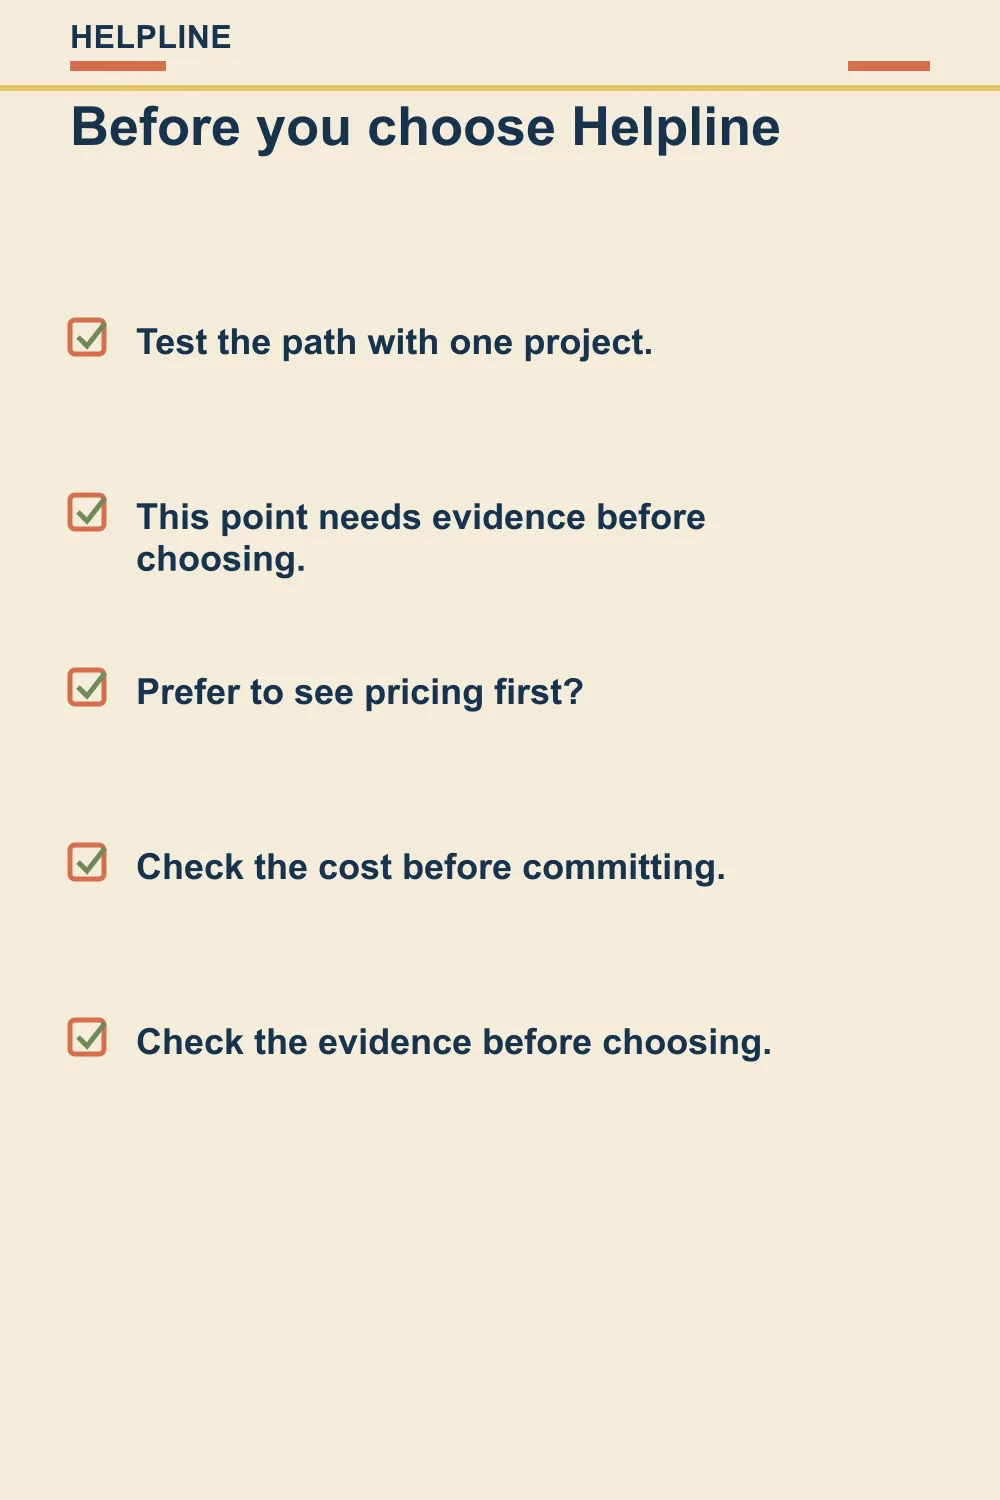 HELPLINE
Before you choose Helpline
Test the path with one project.
This point needs evidence before
choosing.
Prefer to see pricing first?
Check the cost before committing.
Check the evidence before choosing.